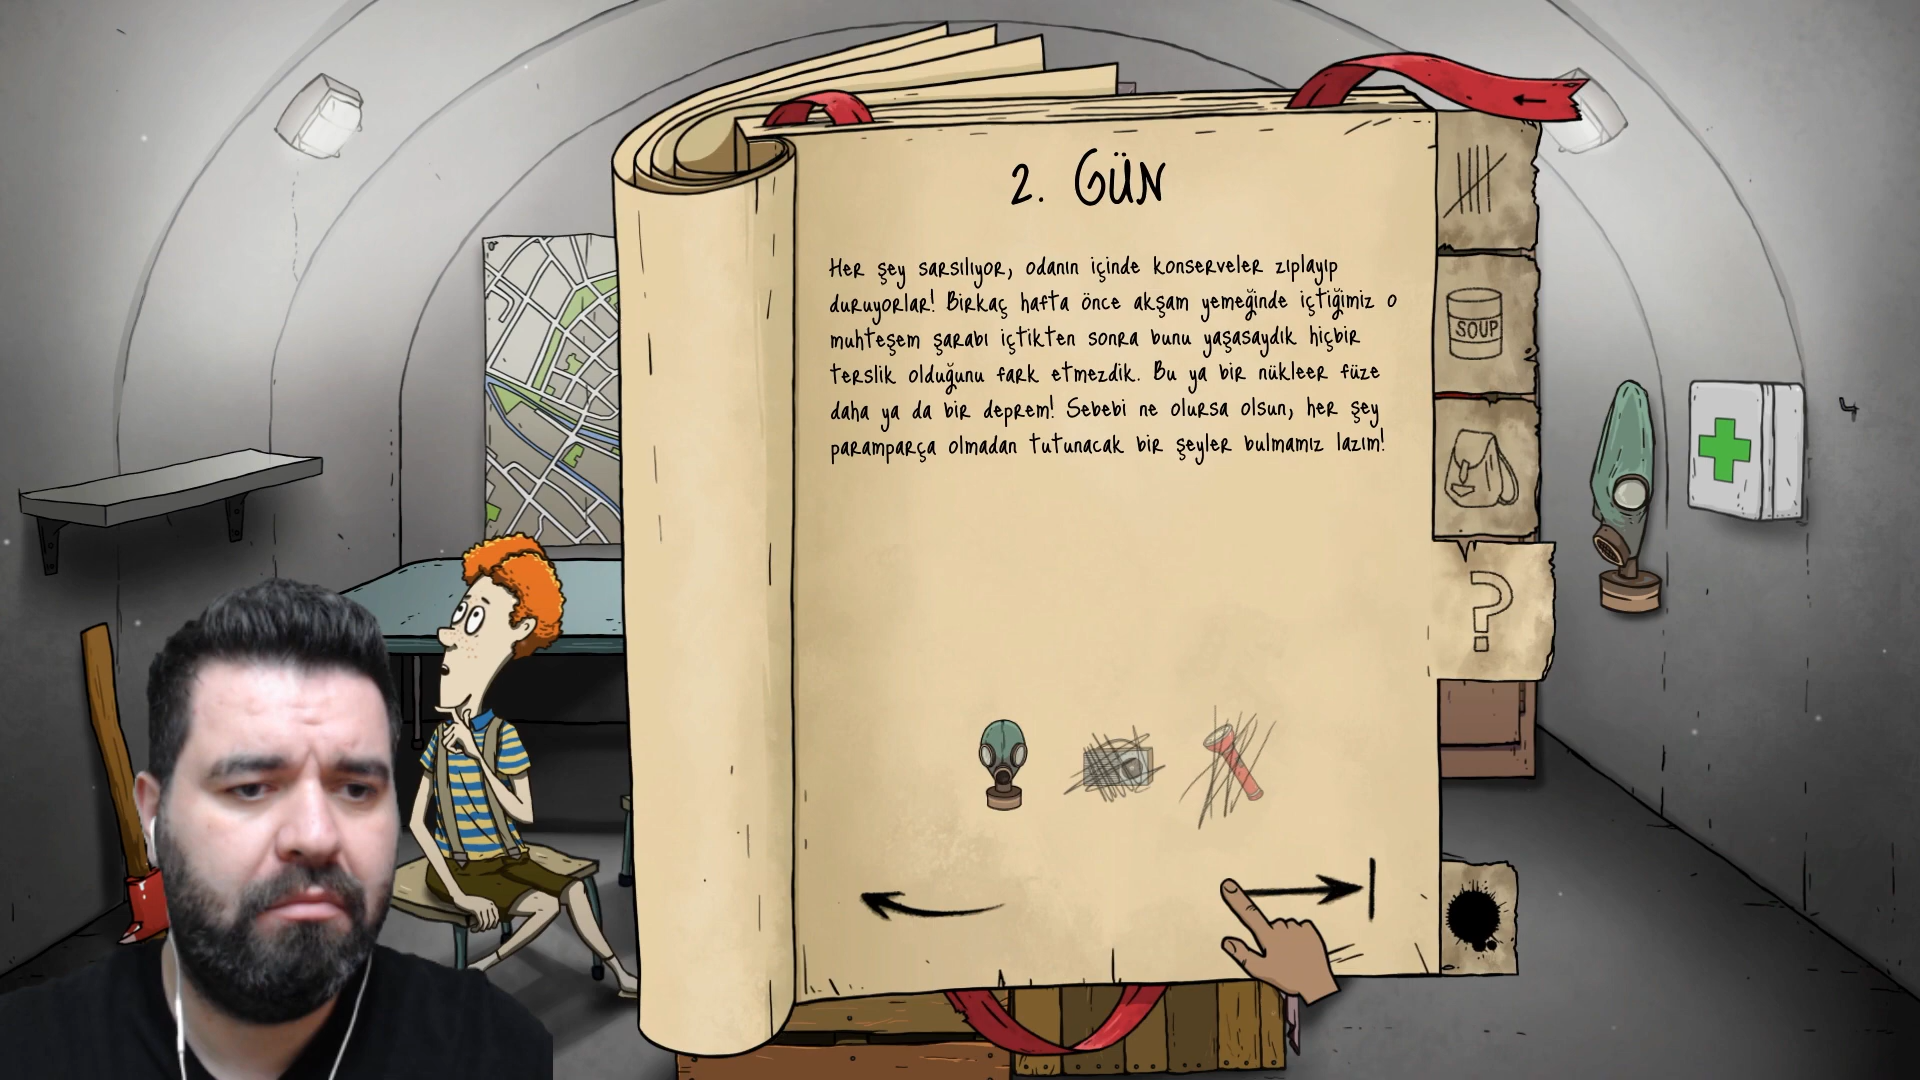 2. GÜN
Her şey sarsılıyor, odanın içinde konserveler zıplayıp
duruyorlar! Birkaç hafta önce akşam yemeğinde içtiğimiz o
muhteşem şarabı içtikten sonra bunu yaşasaydık hiçbir
terslik olduğunu fark etmezdik. Bu ya bir nükleer füze
daha ya da bir deprem! Sebebi ne olursa olsun, her şey
paramparça olmadan tutunacak bir şeyler bulmamız lazım!
SOUP
?